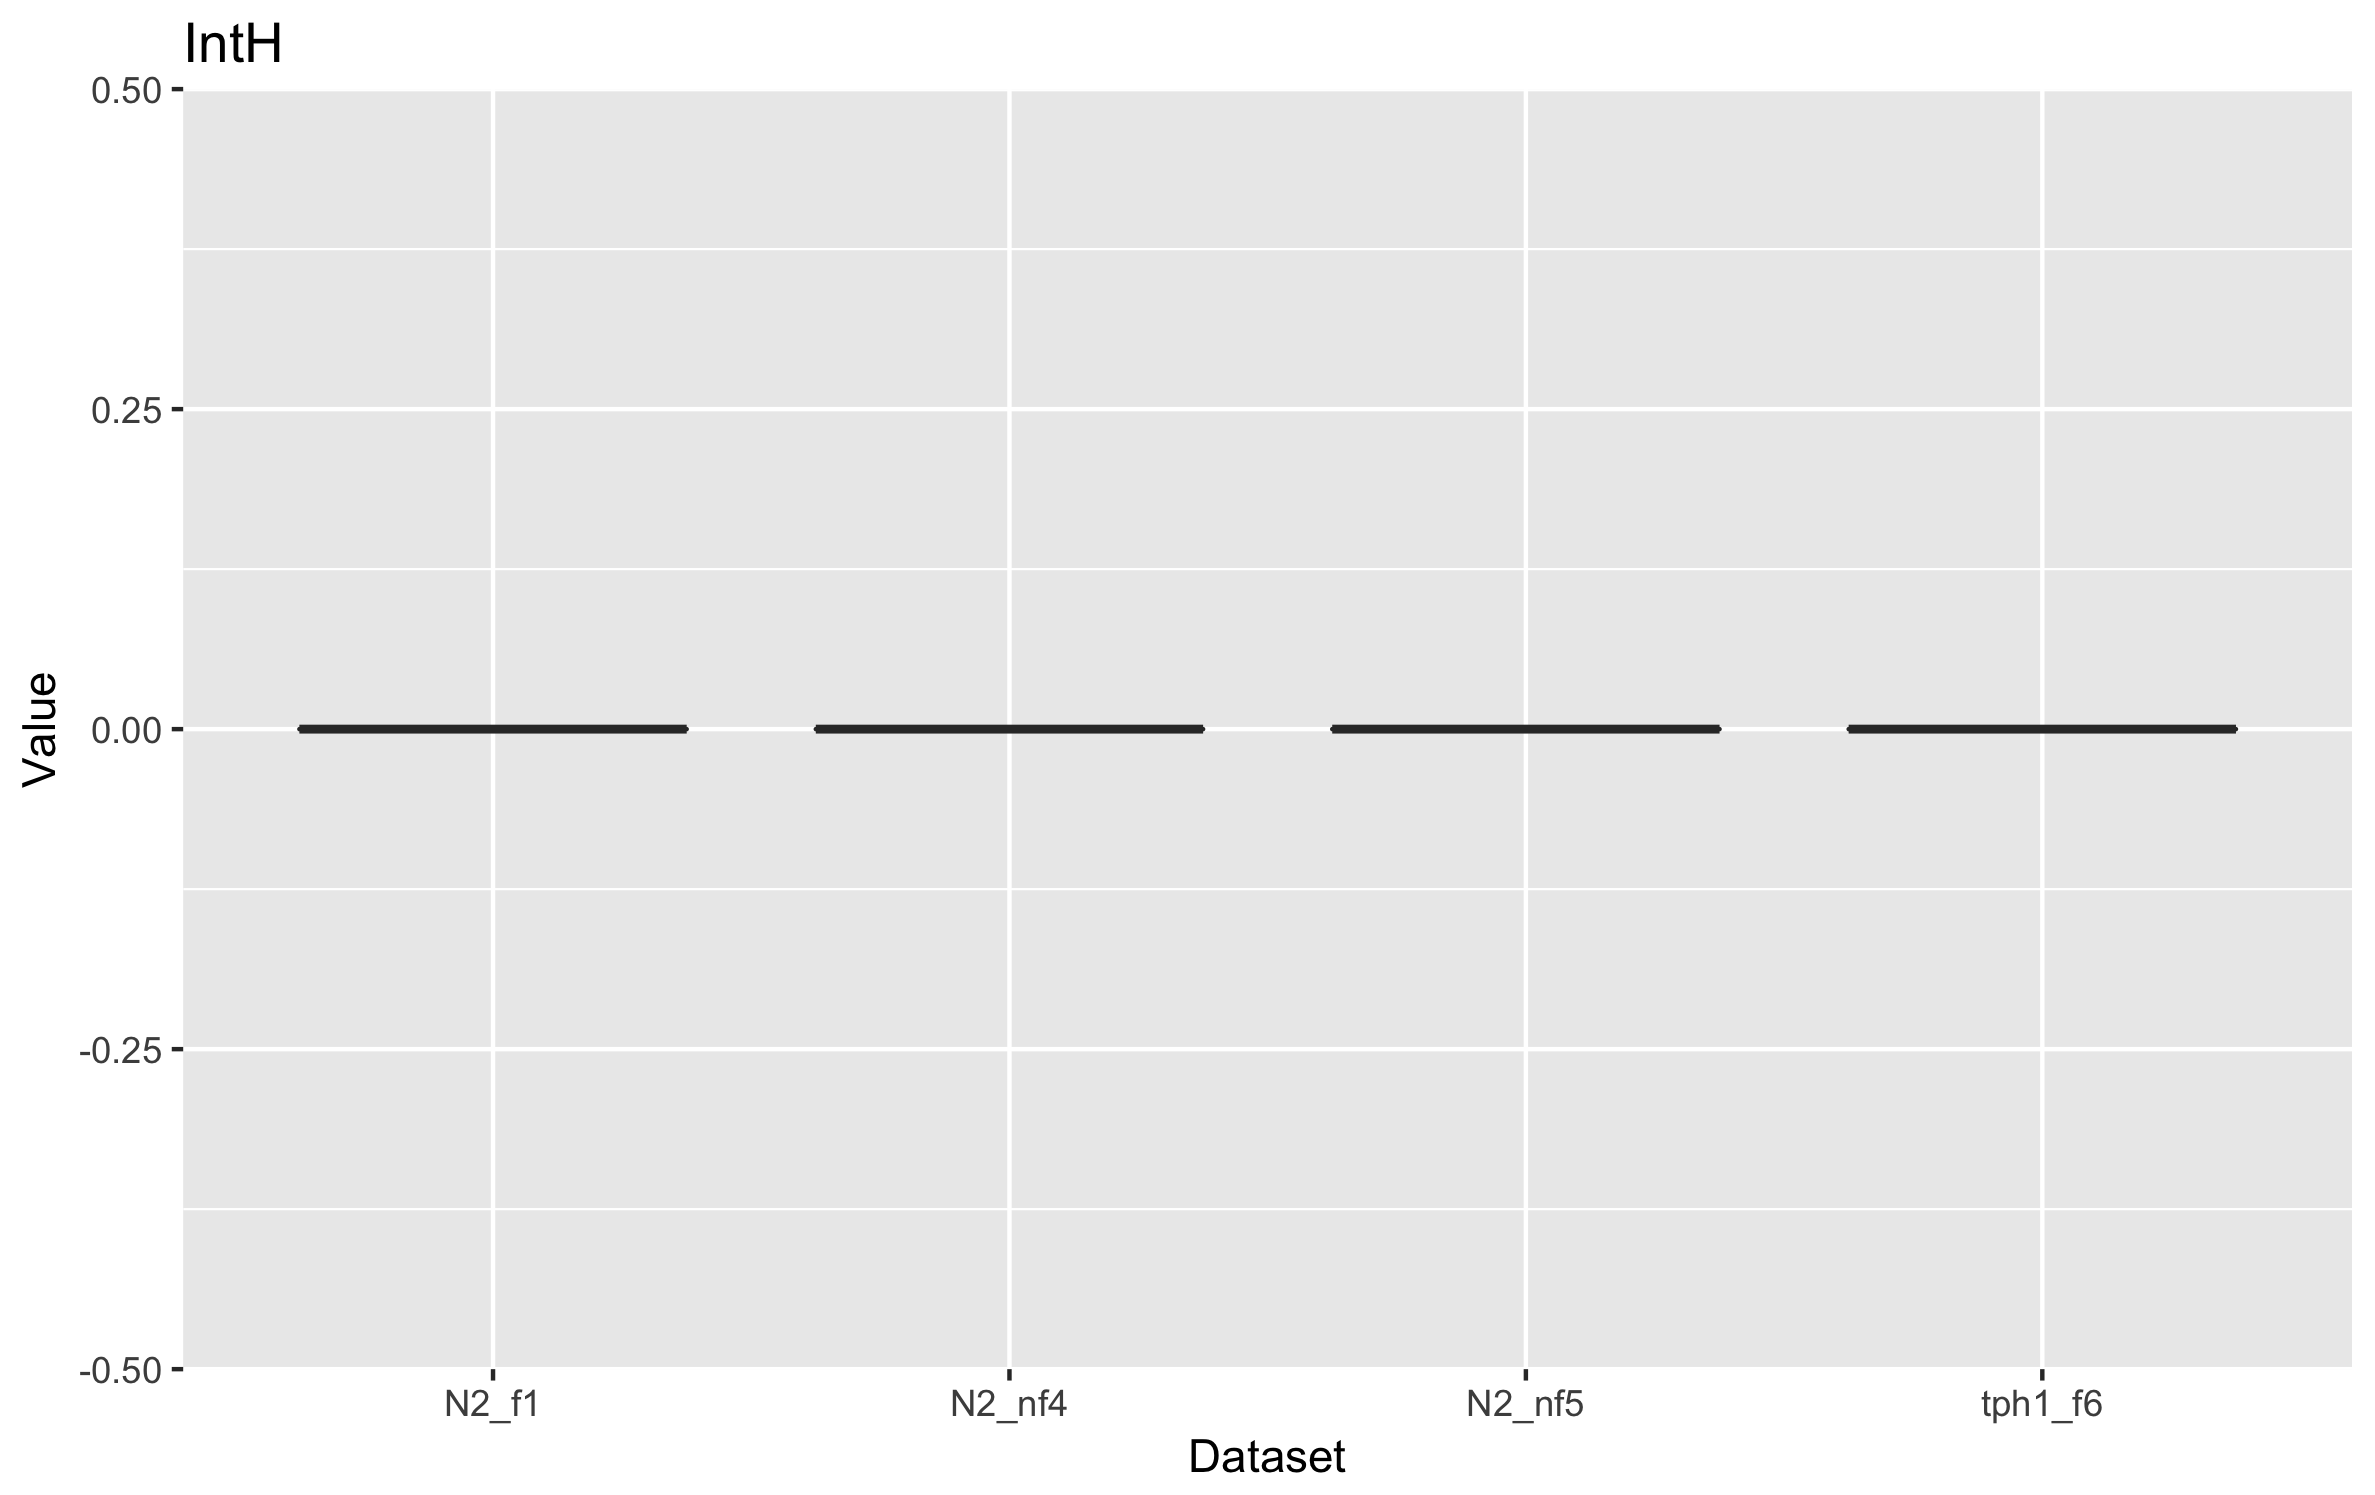 IntH
0.50
0.25
0.00
-0.25
-0.50
Value
N2_f1 N2_nf4 N2_nf5 tph1_f6
Dataset